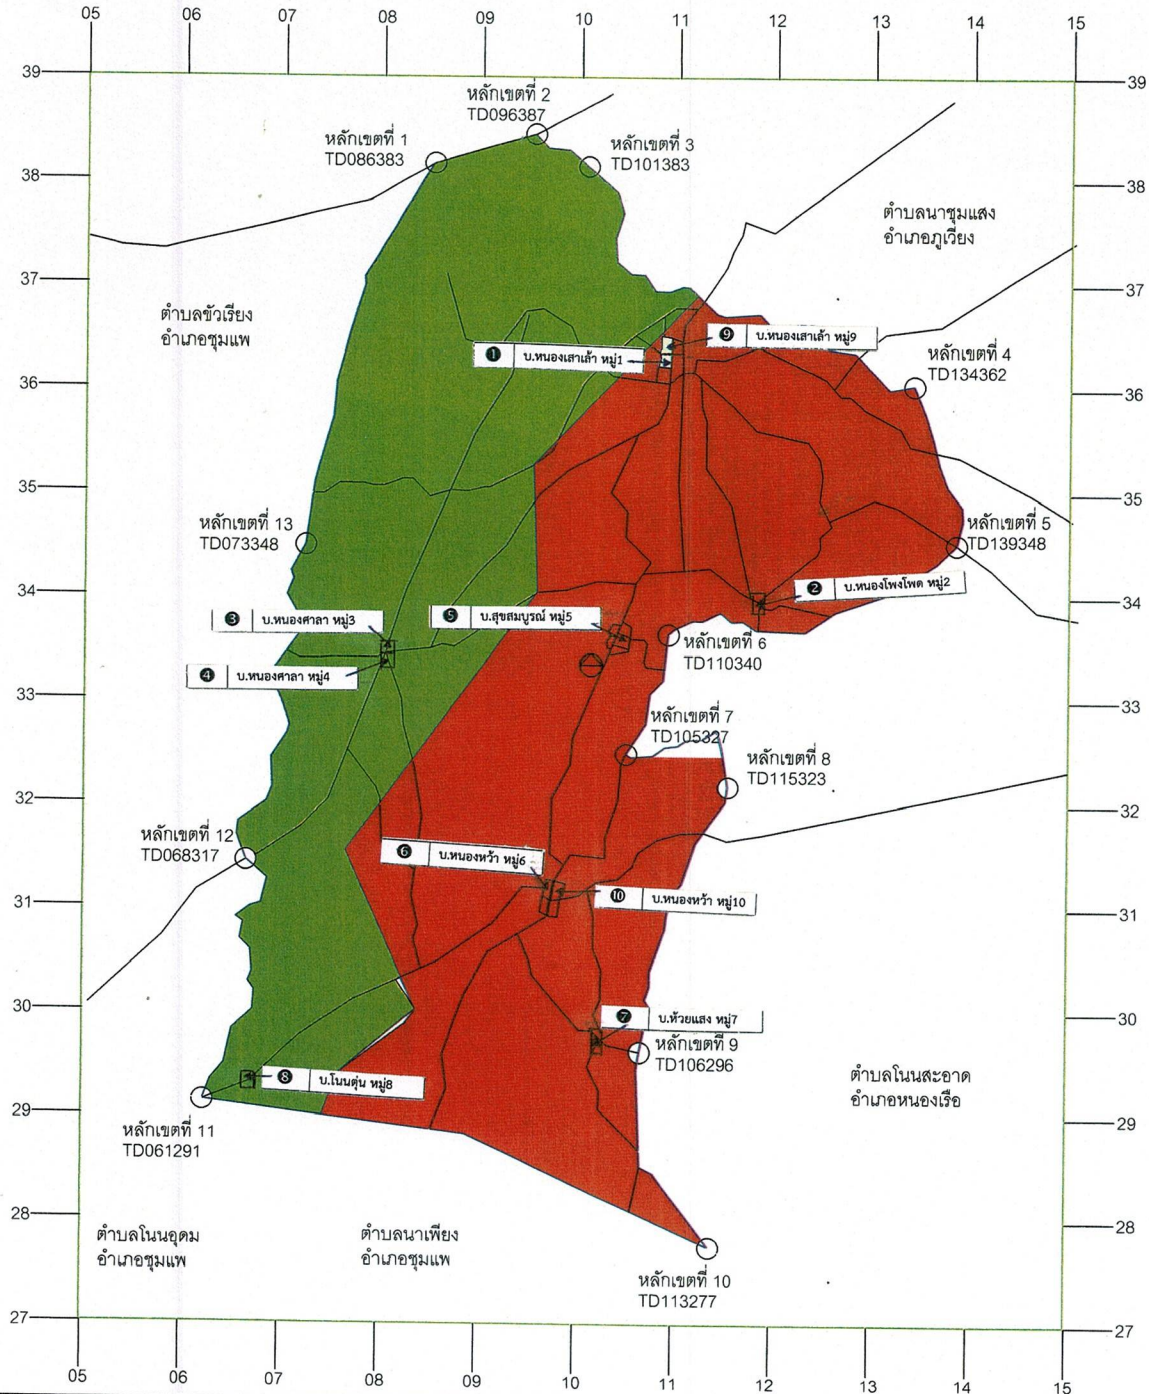 05 06 07 08 09 10 11 12 13 14 15
39 39
หลักเขตที่ 2
TD096387
หลักเขตที่ 1
TD086383
หลักเขตที่ 3
TD101383
38 38
ตำบลนาชุมแสง
อำเภอภูเวียง
37 37
ตำบลขัวเรียง
อำเภอชุมแพ
9 บ.หนองเสาเล้า หมู่9
1 บ.หนองเสาเล้า หมู่1
หลักเขตที่ 4
TD134362
36 36
35 35
หลักเขตที่ 13
TD073348
หลักเขตที่ 5
TD139348
34 34
2 บ.หนองโพงโพด หมู่2
3 บ.หนองศาลา หมู่3
5 บ.สุขสมบูรณ์ หมู่5
หลักเขตที่ 6
TD110340
4 บ.หนองศาลา หมู่4
33 33
หลักเขตที่ 7
TD105327
หลักเขตที่ 8
TD115323
32 32
หลักเขตที่ 12
TD068317
6 บ.หนองหว้า หมู่6
10 บ.หนองหว้า หมู่10
31 31
30 30
7 บ.ห้วยแสง หมู่7
หลักเขตที่ 9
TD106296
8 บ.โนนตุ่น หมู่8
ตำบลโนนสะอาด
อำเภอหนองเรือ
29 29
หลักเขตที่ 11
TD061291
28 28
ตำบลโนนอุดม
อำเภอชุมแพ
ตำบลนาเพียง
อำเภอชุมแพ
หลักเขตที่ 10
TD113277
27 27
05 06 07 08 09 10 11 12 13 14 15